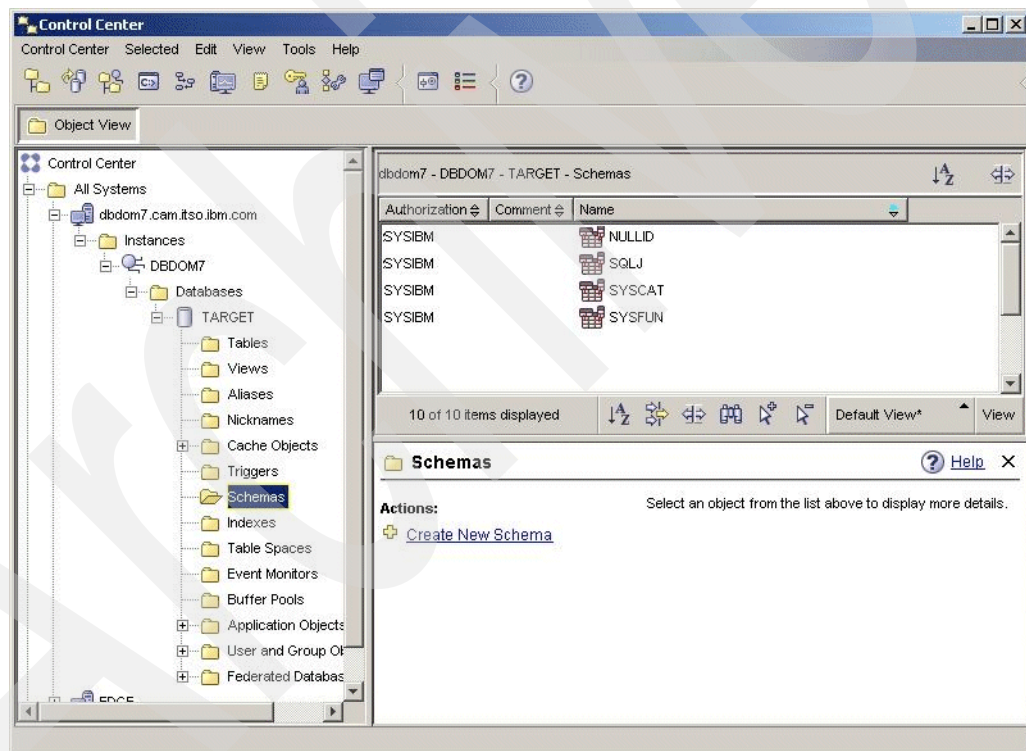 Control Center
Control Center Selected Edit View Tools Help
Object View
Control Center
All Systems
dbdom7.cam.itso.ibm.com
Instances
DBDOM7
Databases
TARGET
Tables
Views
Aliases
Nicknames
Cache Objects
Triggers
Schemas
Indexes
Table Spaces
Event Monitors
Buffer Pools
Application Objects
User and Group
Federated Databas
dbdom7 - DBDOM7 - TARGET - Schemas
Authorization Comment Name
SYSIBM NULLID
SYSIBM SQLJ
SYSIBM SYSCAT
SYSIBM SYSFUN
10 of 10 items displayed Default View* View
Schemas Help
Actions:
Select an object from the list above to display more details.
Create New Schema